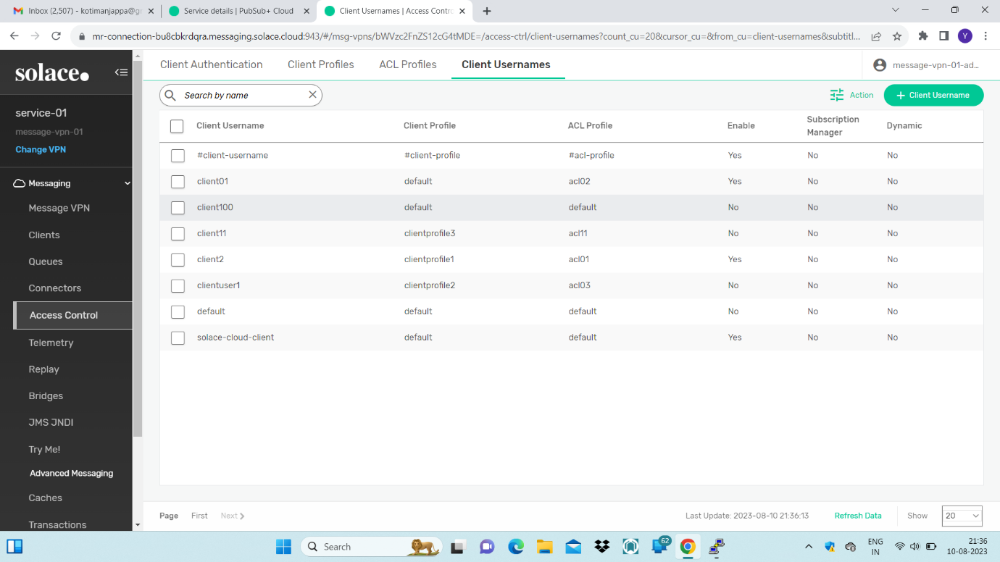 Inbox (2,507) - kotimanjappa@g
Service details | PubSub+ Cloud
Client Usernames | Access Contro
mr-connection-bu8cbkrdqra.messaging.solace.cloud:943/#/msg-vpns/bWVzc2FnZS12cG4tMDE=/access-ctrl/client-usernames?count_cu=20&cursor_cu=&from_cu=client-usernames&subtitl...
Y
solace.
service-01
message-vpn-01
Change VPN
Messaging
Message VPN
Clients
Queues
Connectors
Access Control
Telemetry
Replay
Bridges
JMS JNDI
Try Me!
Advanced Messaging
Caches
Transactions
Client Authentication Client Profiles ACL Profiles Client Usernames
message-vpn-01-ad...
Search by name
Action
+ Client Username
Client Username Client Profile ACL Profile Enable Subscription Manager Dynamic
#client-username #client-profile #acl-profile Yes No No
client01 default acl02 Yes No No
client100 default default No No No
client11 clientprofile3 acl11 No No No
client2 clientprofile1 acl01 Yes No No
clientuser1 clientprofile2 acl03 No No No
default default default No No No
solace-cloud-client default default Yes No No
Page First Next
Last Update: 2023-08-10 21:36:13 Refresh Data Show 20
Search
62
ENG
IN
21:36
10-08-2023